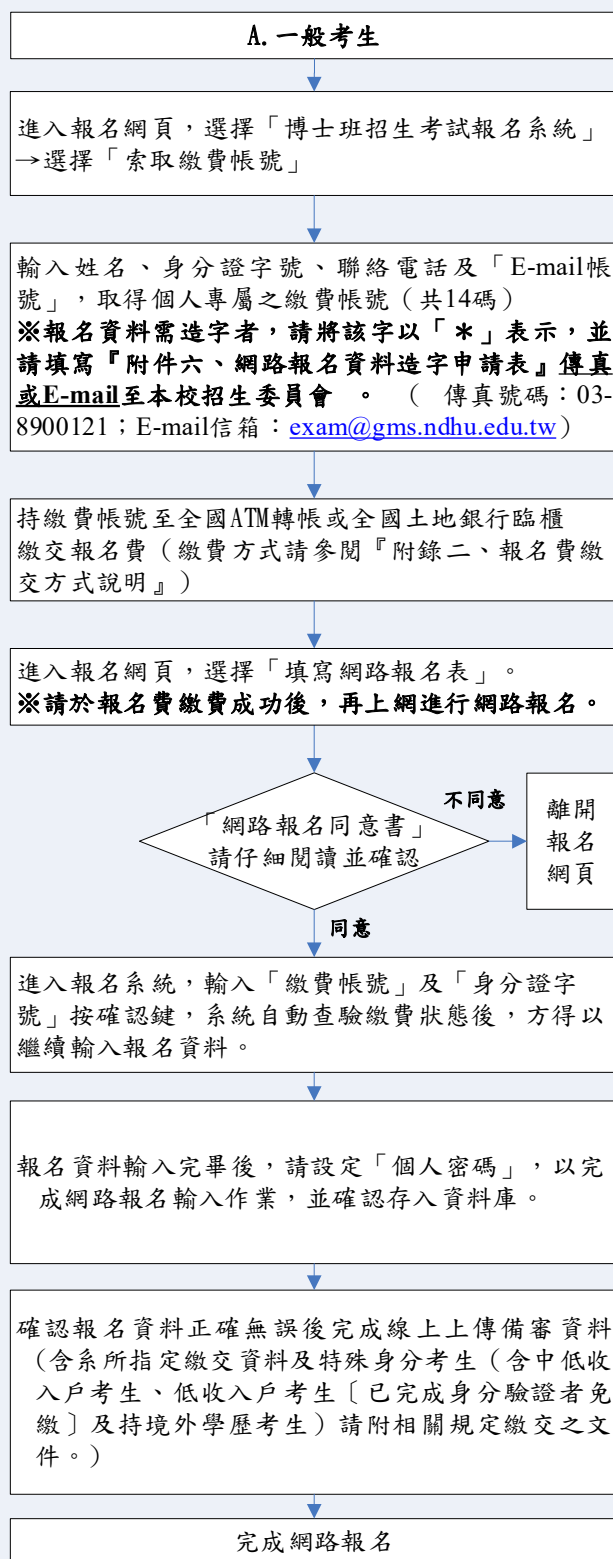 A.一般考生
進入報名網頁，選擇「博士班招生考試報名系統」
→選擇「索取繳費帳號」
輸入姓名、身分證字號、聯絡電話及「E-mail帳
號」，取得個人專屬之繳費帳號（共14碼）
※報名資料需造字者，請將該字以「＊」表示，並
請填寫『附件六、網路報名資料造字申請表』傳真
或E-mail至本校招生委員會 。 （ 傳真號碼：03-
8900121；E-mail信箱：exam@gms.ndhu.edu.tw）
持繳費帳號至全國ATM轉帳或全國土地銀行臨櫃
繳交報名費（繳費方式請參閱『附錄二、報名費繳
交方式說明』）
進入報名網頁，選擇「填寫網路報名表」。
※請於報名費繳費成功後，再上網進行網路報名。
「網路報名同意書」
請仔細閱讀並確認
不同意
離開
報名
網頁
同意
進入報名系統，輸入「繳費帳號」及「身分證字
號」按確認鍵，系統自動查驗繳費狀態後，方得以
繼續輸入報名資料。
報名資料輸入完畢後，請設定「個人密碼」，以完
成網路報名輸入作業，並確認存入資料庫。
確認報名資料正確無誤後完成線上上傳備審資料
（含系所指定繳交資料及特殊身分考生（含中低收
入戶考生、低收入戶考生〔已完成身分驗證者免
繳〕及持境外學歷考生）請附相關規定繳交之文
件。）
完成網路報名